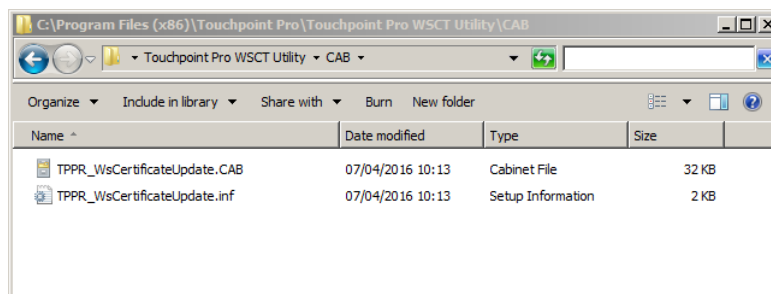 C:\Program Files (x86)\Touchpoint Pro\Touchpoint Pro WSCT Utility\CAB
Touchpoint Pro WSCT Utility CAB
Organize Include in library Share with Burn New folder
Name Date modified Type Size
TPPR_WsCertificateUpdate.CAB 07/04/2016 10:13 Cabinet File 32 KB
TPPR_WsCertificateUpdate.inf 07/04/2016 10:13 Setup Information 2 KB